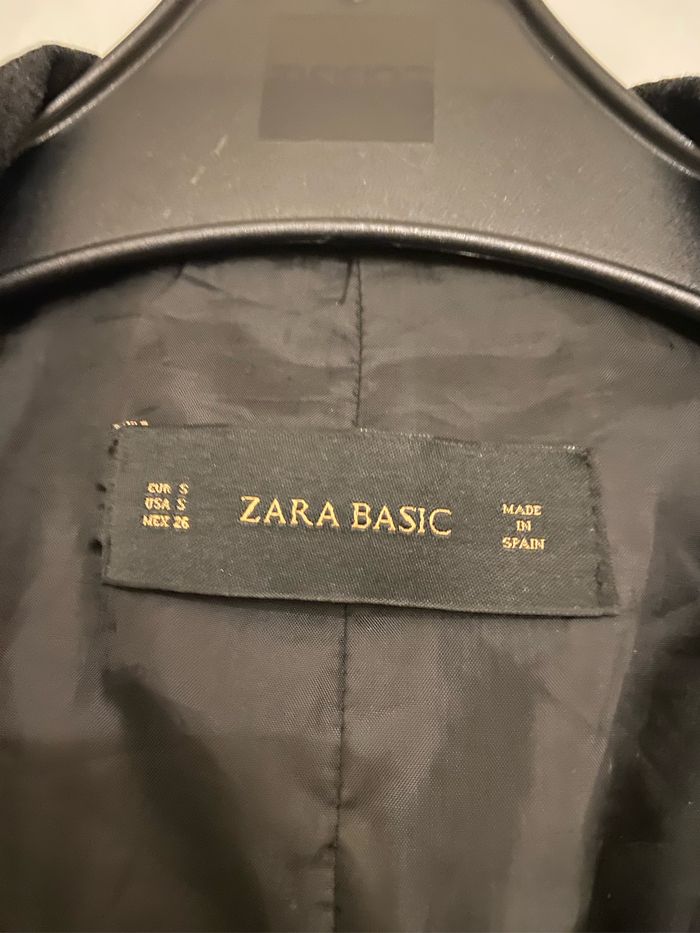 EUR S
USA S
MEX 26
ZARA BASIC
MADE
IN
SPAIN